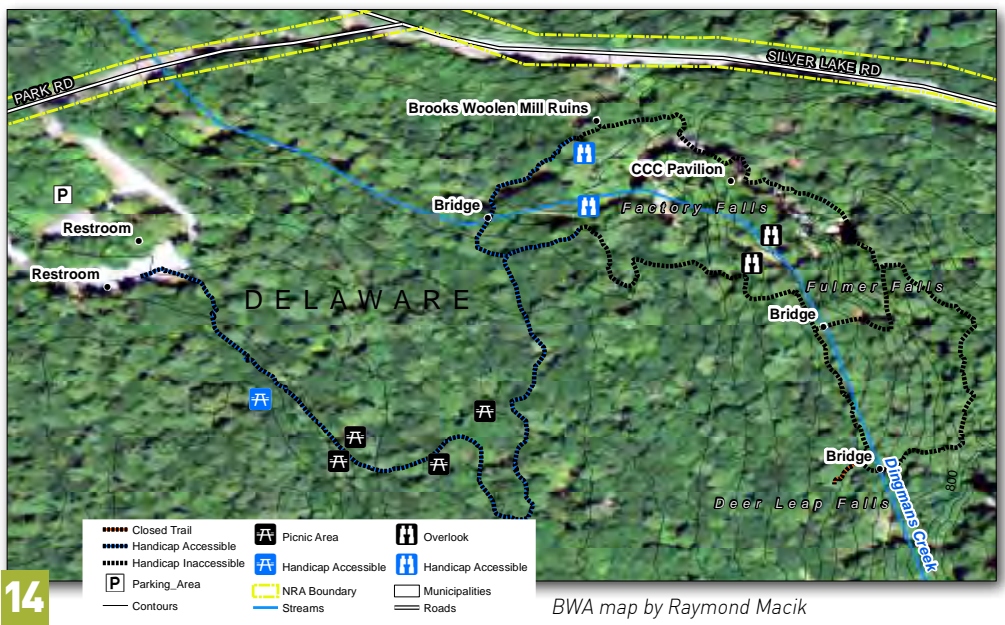 PARK RD
SILVER LAKE RD
Brooks Woolen Mill Ruins
CCC Pavilion
P
Bridge
Factory Falls
Restroom
Restroom
DELAWARE
Fulmer Falls
Bridge
Bridge
Dingmans Creek
800
Deer Leap Falls
Closed Trail
Handicap Accessible
Handicap Inaccessible
P Parking_Area
Contours
Picnic Area
Handicap Accessible
NRA Boundary
Streams
Overlook
Handicap Accessible
Municipalities
Roads
14
BWA map by Raymond Macik